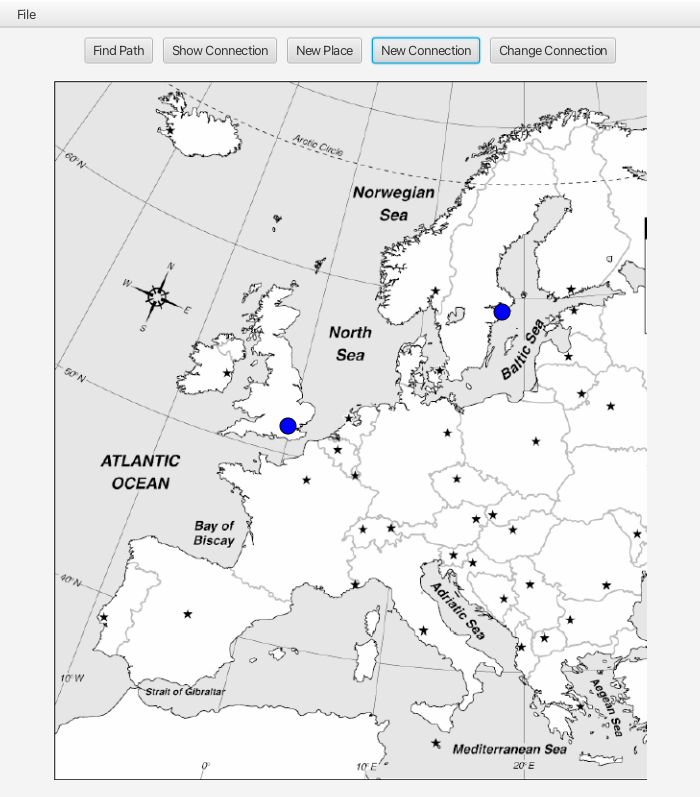 File
Find Path
Show Connection
New Place
New Connection
Change Connection
Arctic Circle
60°N
Norwegian
Sea
N
W
E
S
North
Sea
Baltic Sea
50°N
ATLANTIC
OCEAN
Bay of
Biscay
40°N
Adriatic Sea
10°W
Strait of Gibraltar
Aegean
Sea
Mediterranean Sea
0°
10°E
20°E